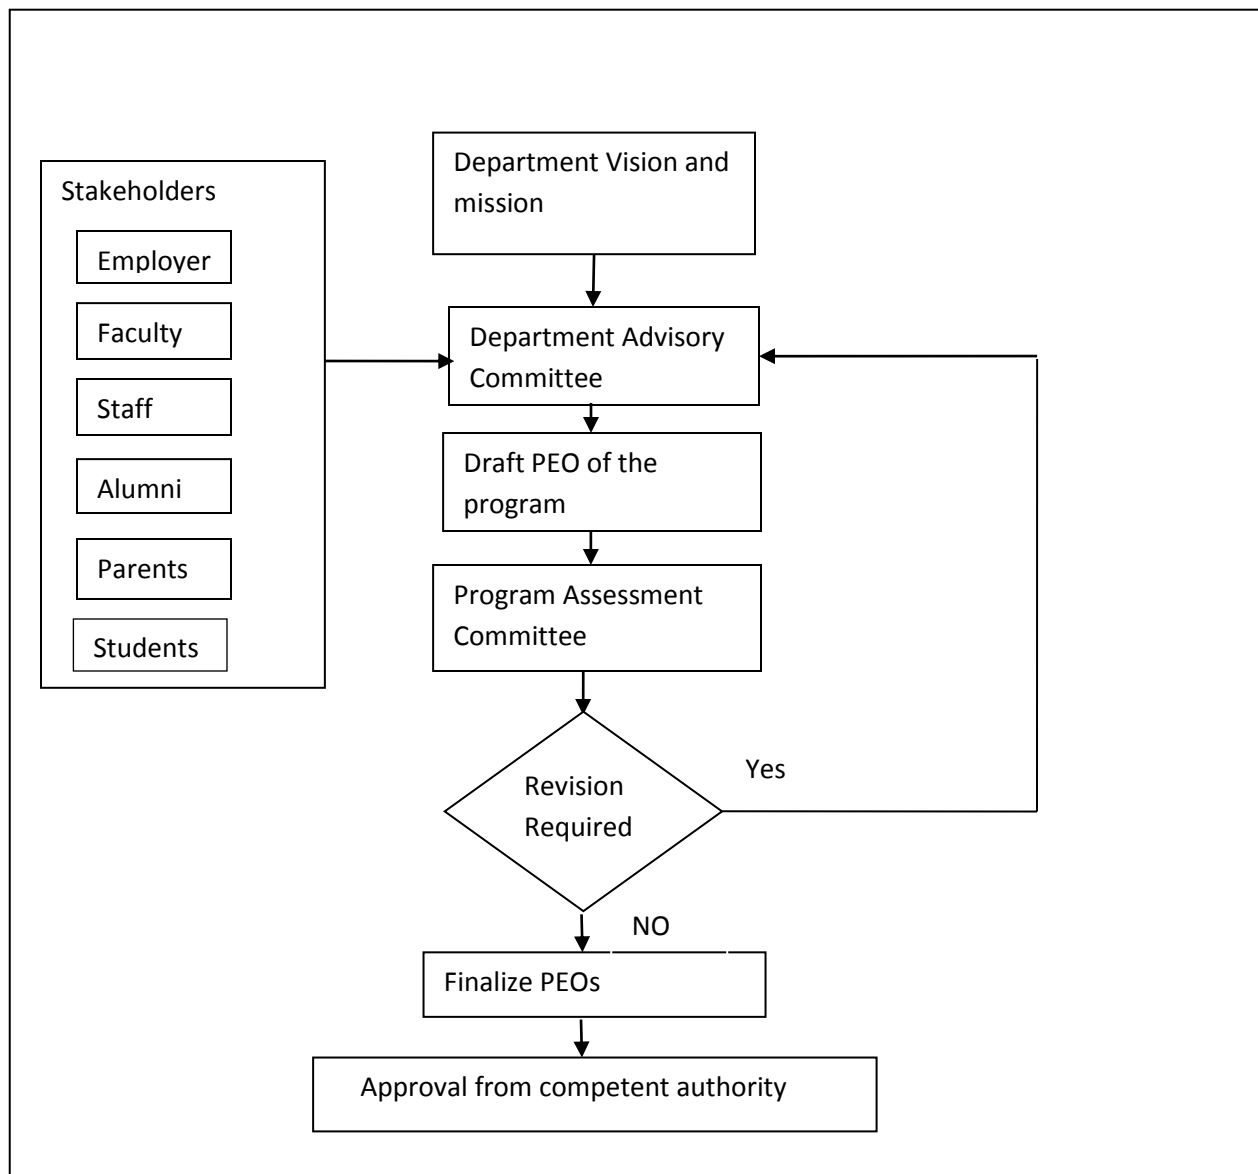 Stakeholders
Employer
Faculty
Staff
Alumni
Parents
Students
Department Vision and
mission
Department Advisory
Committee
Draft PEO of the
program
Program Assessment
Committee
Revision
Required
Yes
NO
Finalize PEOs
Approval from competent authority